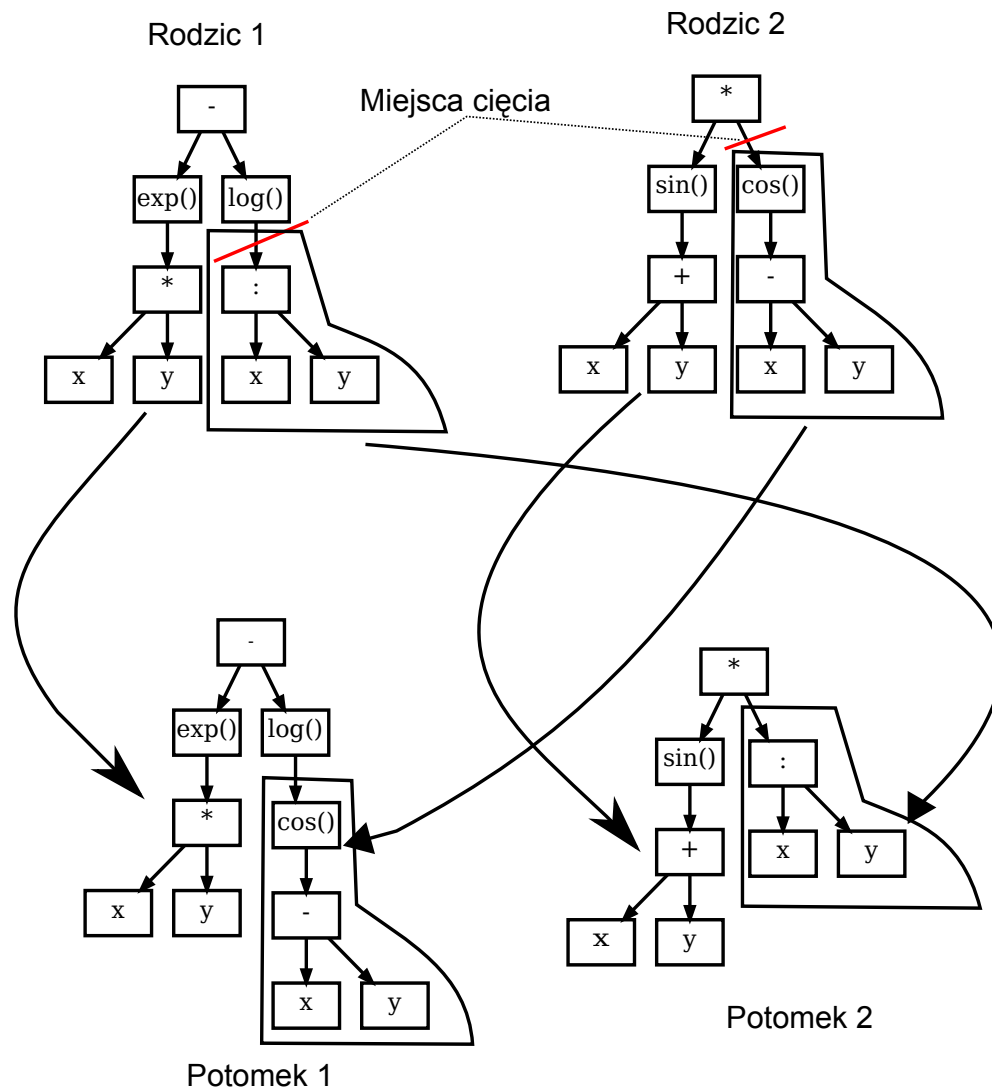 Rodzic 1
Rodzic 2
Miejsca cięcia
-
exp() log()
* :
x y x y
*
sin() cos()
+ -
x y x y
-
exp() log()
* cos()
x y -
x y
Potomek 1
*
sin() :
+ x y
x y
Potomek 2